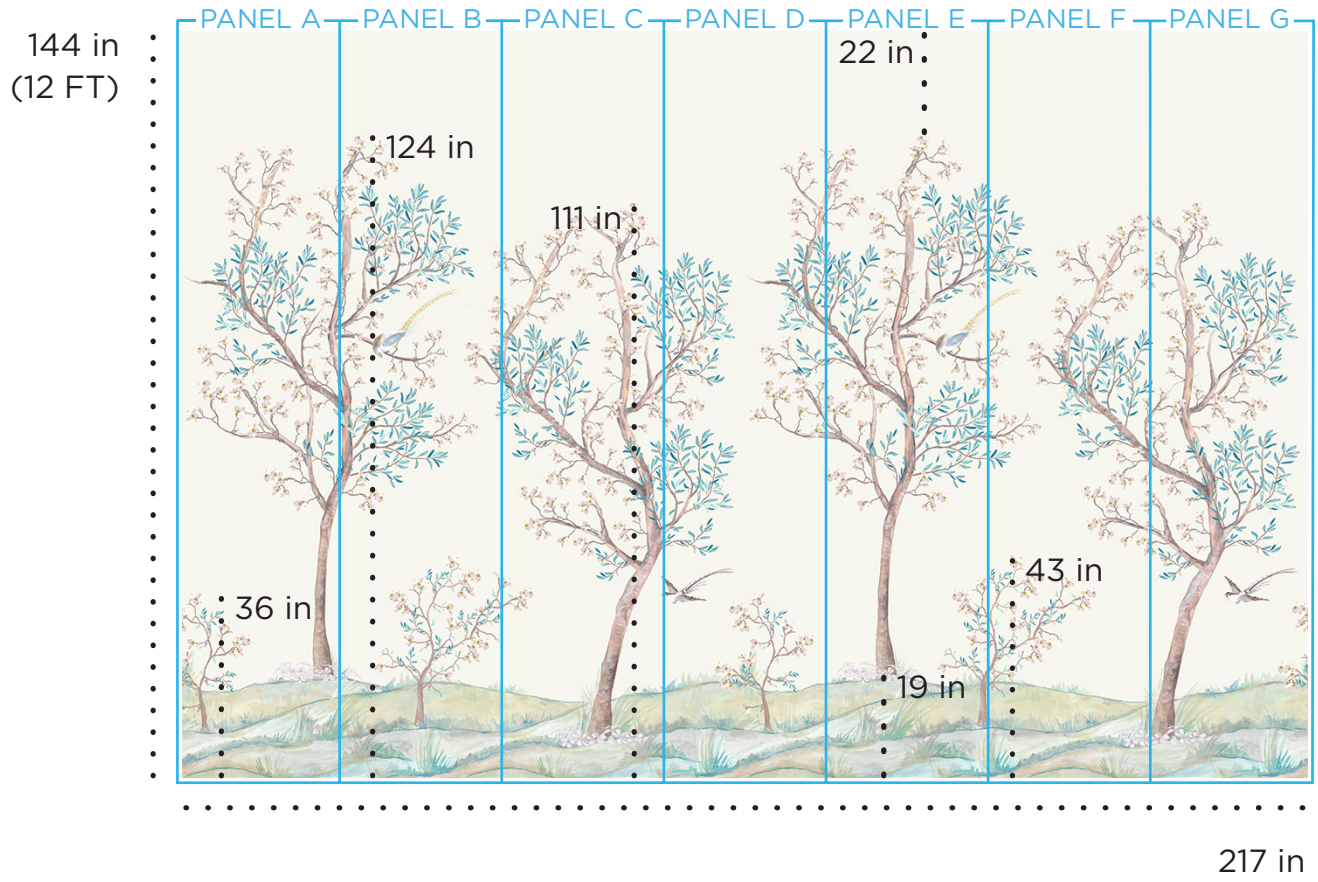 PANEL A PANEL B PANEL C PANEL D PANEL E PANEL F PANEL G
144 in
(12 FT)
22 in
124 in
111 in
43 in
36 in
19 in
217 in